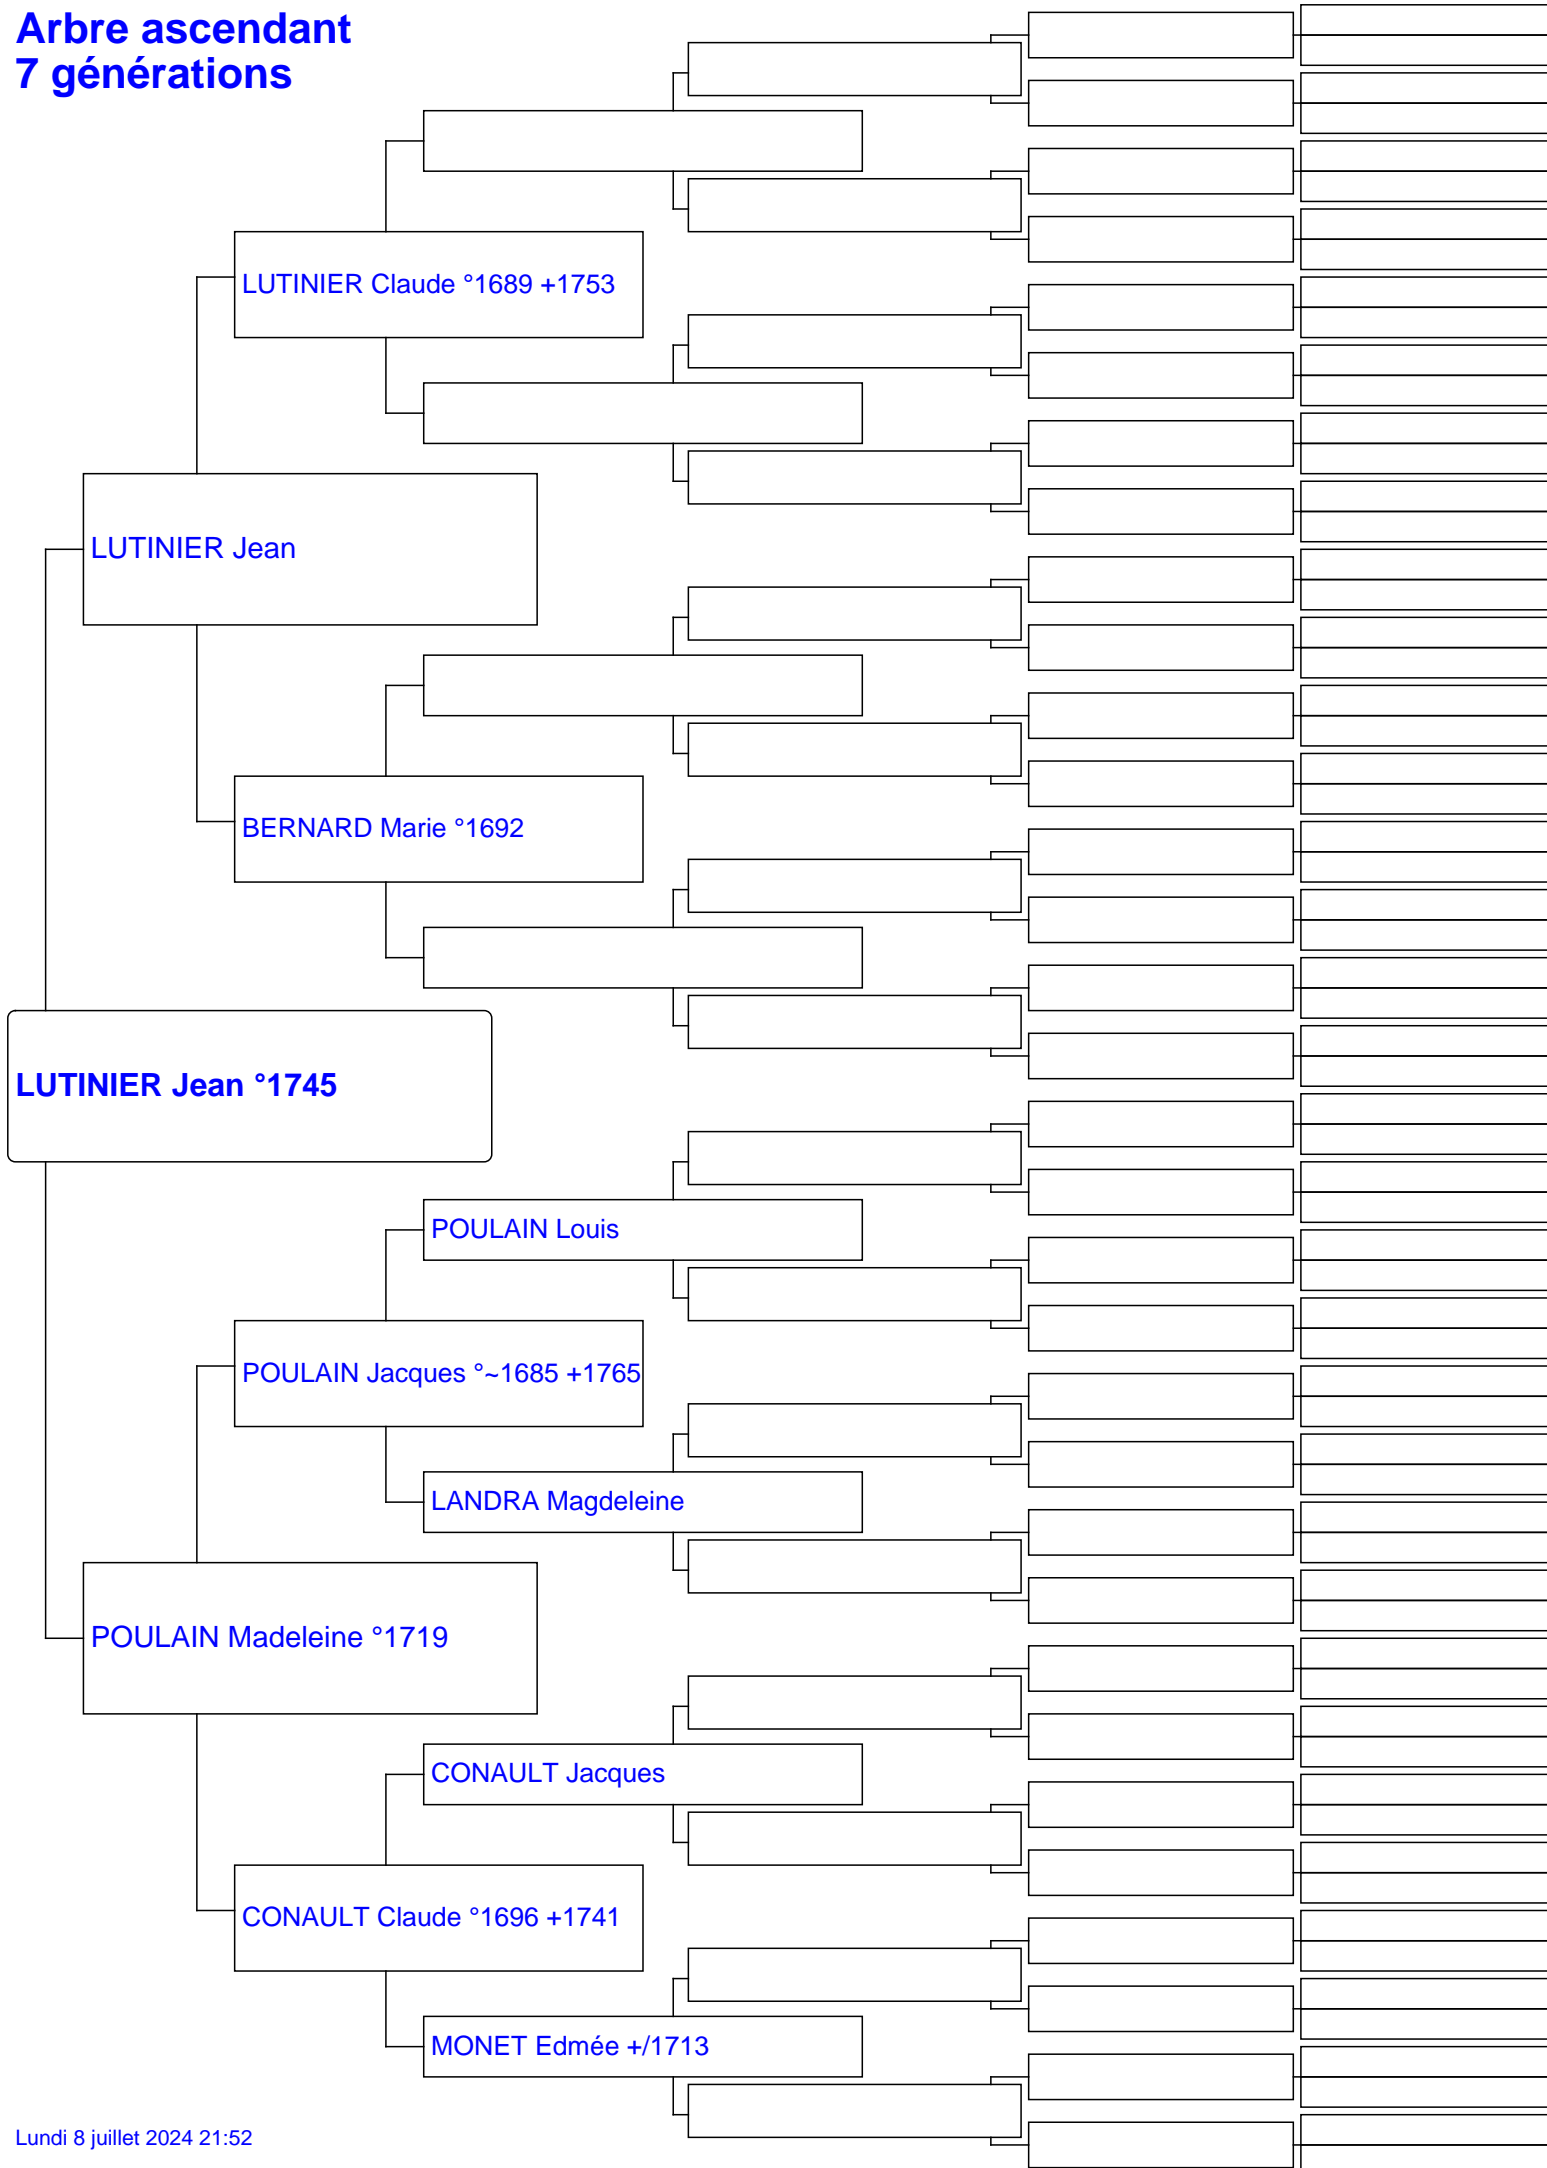 Arbre ascendant
7 générations
LUTINIER Claude °1689 +1753
LUTINIER Jean
BERNARD Marie °1692
LUTINIER Jean °1745
POULAIN Louis
POULAIN Jacques °~1685 +1765
LANDRA Magdeleine
POULAIN Madeleine °1719
CONAULT Jacques
CONAULT Claude °1696 +1741
MONET Edmée +/1713
Lundi 8 juillet 2024 21:52